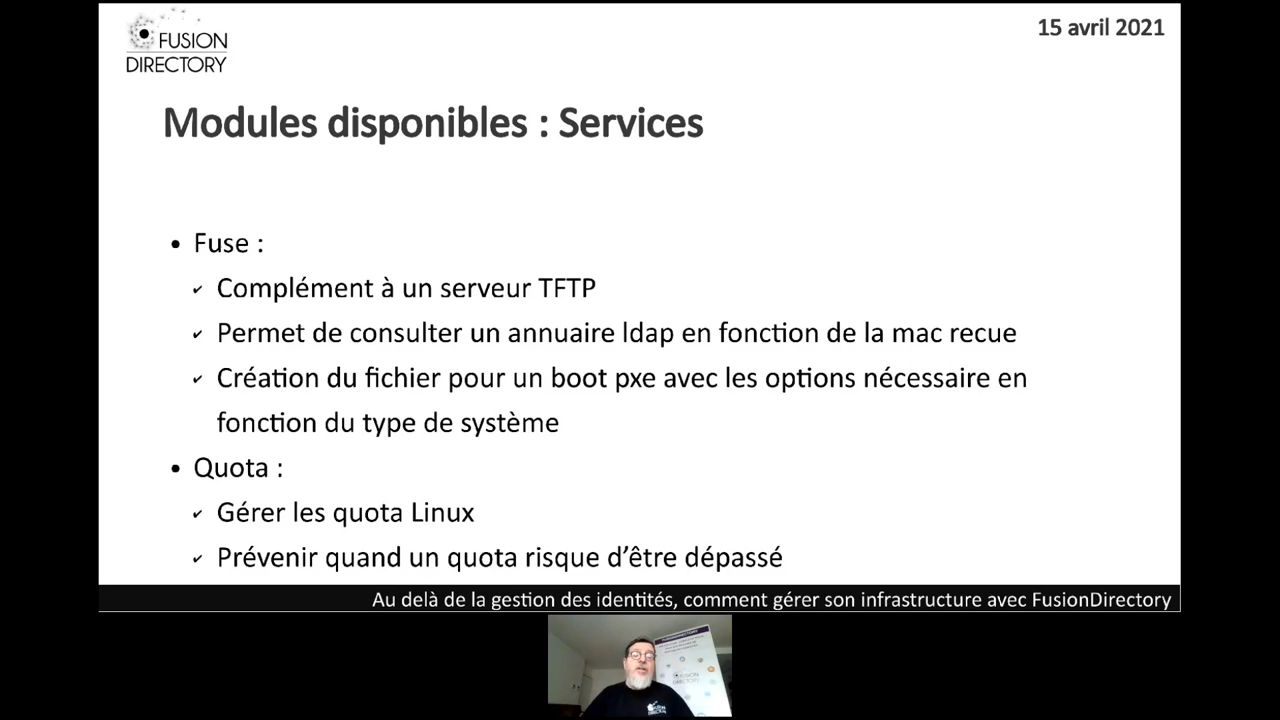 FUSION
DIRECTORY
15 avril 2021
Modules disponibles : Services
• Fuse :
✔ Complément à un serveur TFTP
✔ Permet de consulter un annuaire ldap en fonction de la mac recue
✔ Création du fichier pour un boot pxe avec les options nécessaire en
fonction du type de système
• Quota :
✔ Gérer les quota Linux
✔ Prévenir quand un quota risque d’être dépassé
Au delà de la gestion des identités, comment gérer son infrastructure avec FusionDirectory
FUSION
DIRECTORY